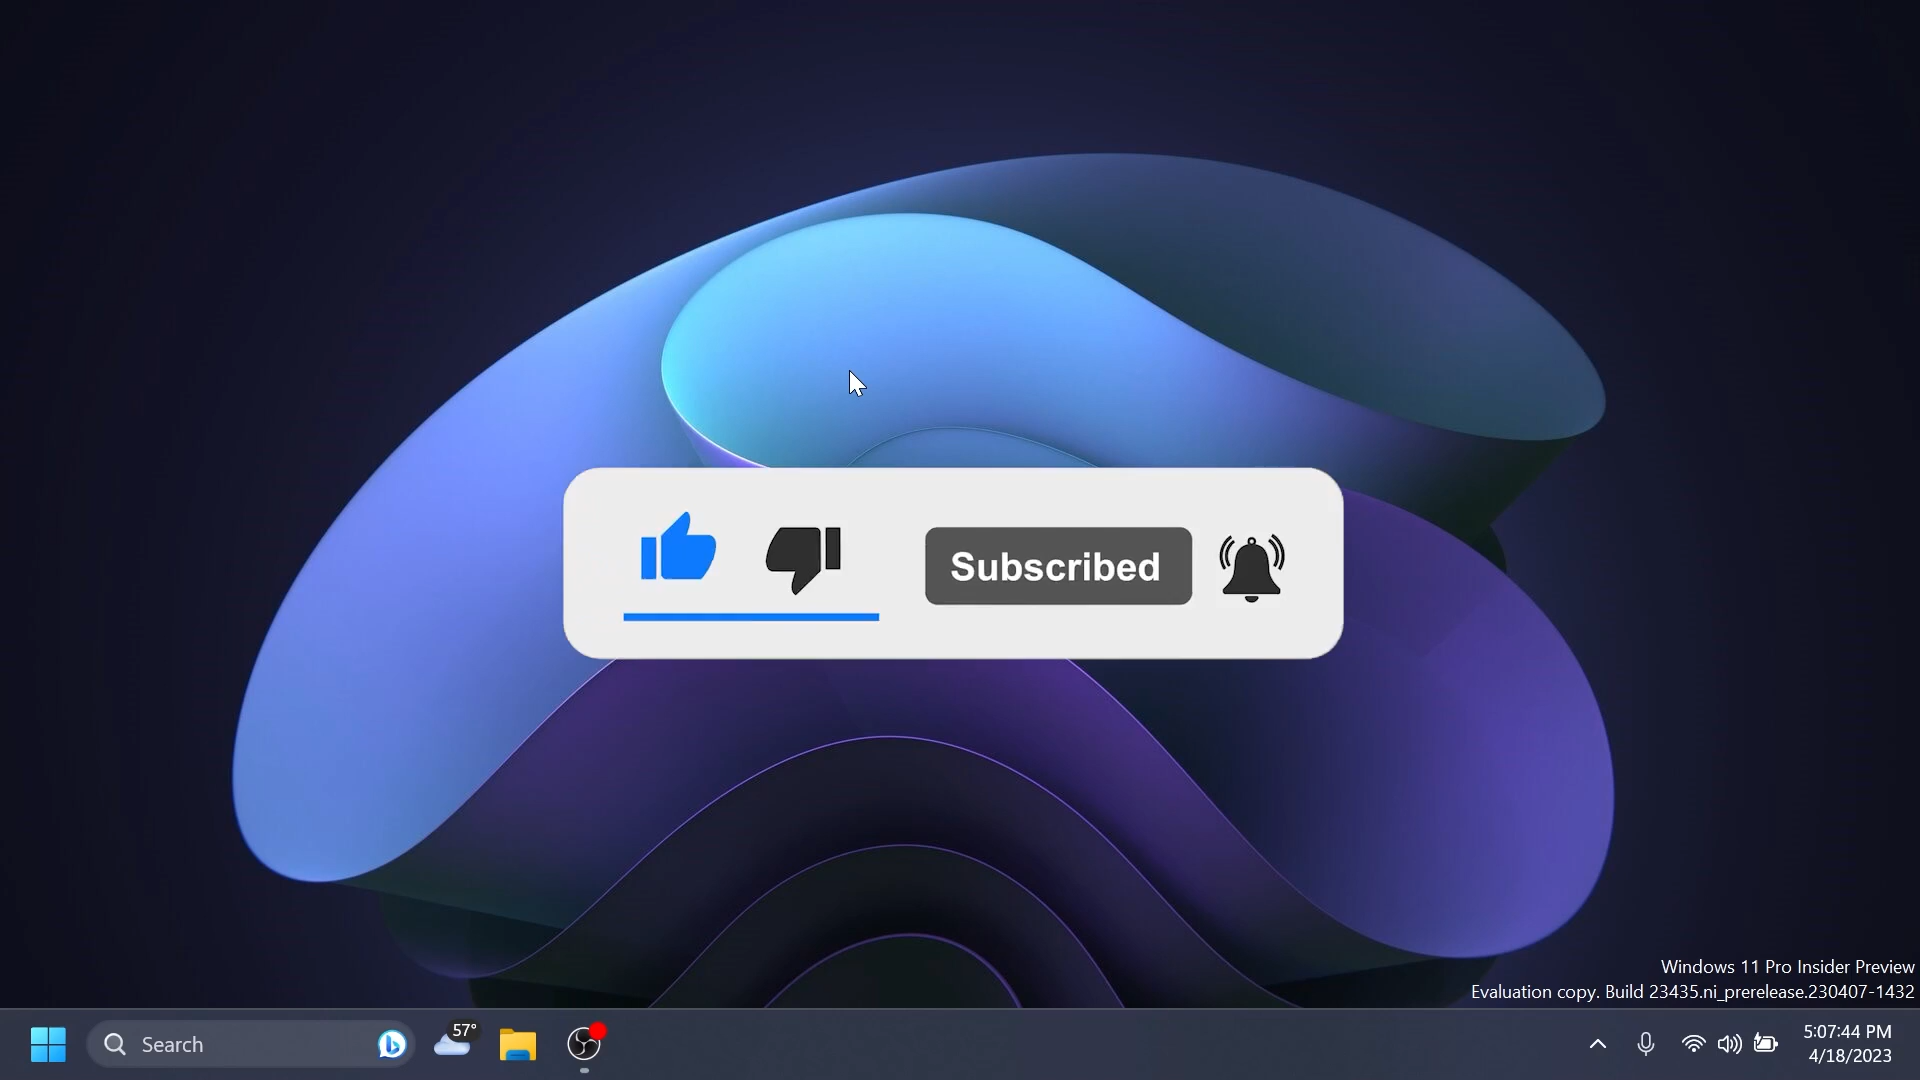 Subscribed
Windows 11 Pro Insider Preview
Evaluation copy. Build 23435.ni_prerelease.230407-1432
Search
57°
5:07:44 PM
4/18/2023